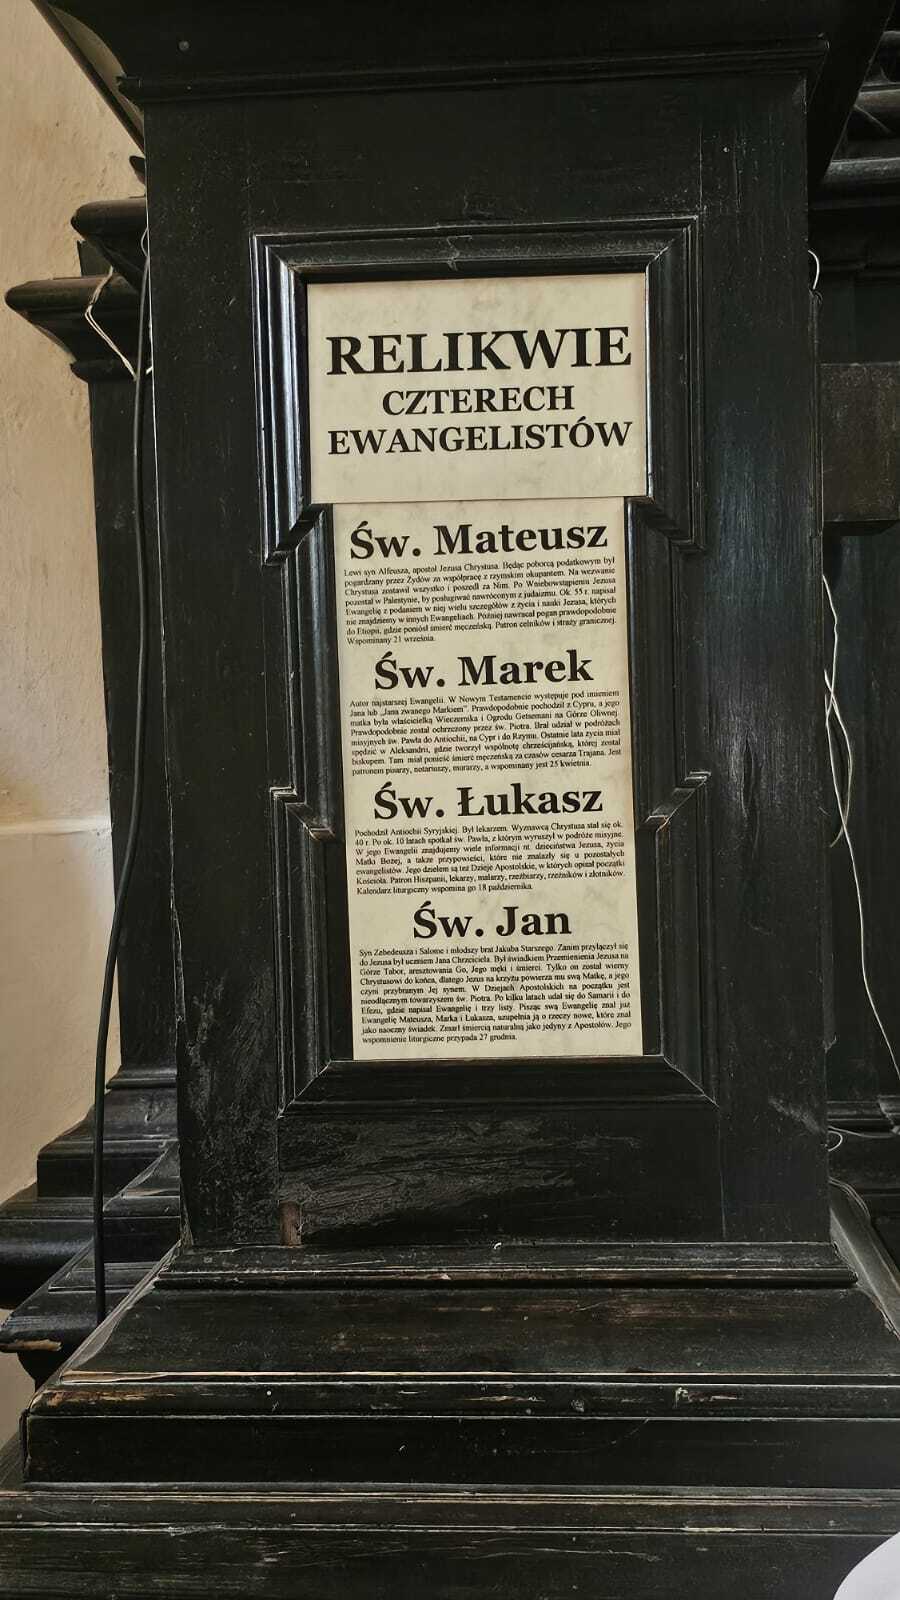 RELIKWIE
CZTERECH
EWANGELISTÓW
Św. Mateusz
Lewi syn Alfeusza, apostoł Jezusa Chrystusa. Będąc poborcą podatkowym był
pogardzany przez Żydów za współpracę z rzymskim okupantem. Na wezwanie
Chrystusa zostawił wszystko i poszedł za Nim. Po Wniebowstąpieniu Jezusa
pozostał w Palestynie, by posługiwać nawróconym z judaizmu. Ok. 55 r. napisał
Ewangelię z podaniem w niej wielu szczegółów z życia i nauki Jezusa, których
nie znajdziemy w innych Ewangeliach. Później nawracał pogan prawdopodobnie
do Etiopii, gdzie poniósł śmierć męczeńską. Patron celników i straży granicznej.
Wspominany 21 września.
Św. Marek
Autor najstarszej Ewangelii. W Nowym Testamencie występuje pod imieniem
Jana lub „Jana zwanego Markiem”. Prawdopodobnie pochodził z Cypru, a jego
matka była właścicielką Wieczernika i Ogrodu Getsemani na Górze Oliwnej.
Prawdopodobnie został ochrzczony przez św. Piotra. Brał udział w podróżach
misyjnych św. Pawła do Antiochii, na Cypr i do Rzymu. Ostatnie lata życia miał
spędzić w Aleksandrii, gdzie tworzył wspólnotę chrześcijańską, której został
biskupem. Tam miał ponieść śmierć męczeńską za czasów cesarza Trajana. Jest
patronem pisarzy, notariuszy, murarzy, a wspominany jest 25 kwietnia.
Św. Łukasz
Pochodził Antiochii Syryjskiej. Był lekarzem. Wyznawcą Chrystusa stał się ok.
40 r. Po ok. 10 latach spotkał św. Pawła, z którym wyruszył w podróże misyjne.
W jego Ewangelii znajdujemy wiele informacji nt. dzieciństwa Jezusa, życia
Matki Bożej, a także przypowieści, które nie znalazły się u pozostałych
ewangelistów. Jego dziełem są też Dzieje Apostolskie, w których opisał początki
Kościoła. Patron Hiszpanii, lekarzy, malarzy, rzeźbiarzy, rzeźników i złotników.
Kalendarz liturgiczny wspomina go 18 października.
Św. Jan
Syn Zebedeusza i Salome i młodszy brat Jakuba Starszego. Zanim przyłączył się
do Jezusa był uczniem Jana Chrzciciela. Był świadkiem Przemienienia Jezusa na
Górze Tabor, aresztowania Go, Jego męki i śmierci. Tylko on został wierny
Chrystusowi do końca, dlatego Jezus na krzyżu powierza mu swą Matkę, a jego
czyni przybranym Jej synem. W Dziejach Apostolskich na początku jest
nieodłącznym towarzyszem św. Piotra. Po kilku latach udał się do Samarii i do
Efezu, gdzie napisał Ewangelię i trzy listy. Pisząc swą Ewangelię znał już
Ewangelię Mateusza, Marka i Łukasza, uzupełnia ją o rzeczy nowe, które znał
jako naoczny świadek. Zmarł śmiercią naturalną jako jedyny z Apostołów. Jego
wspomnienie liturgiczne przypada 27 grudnia.